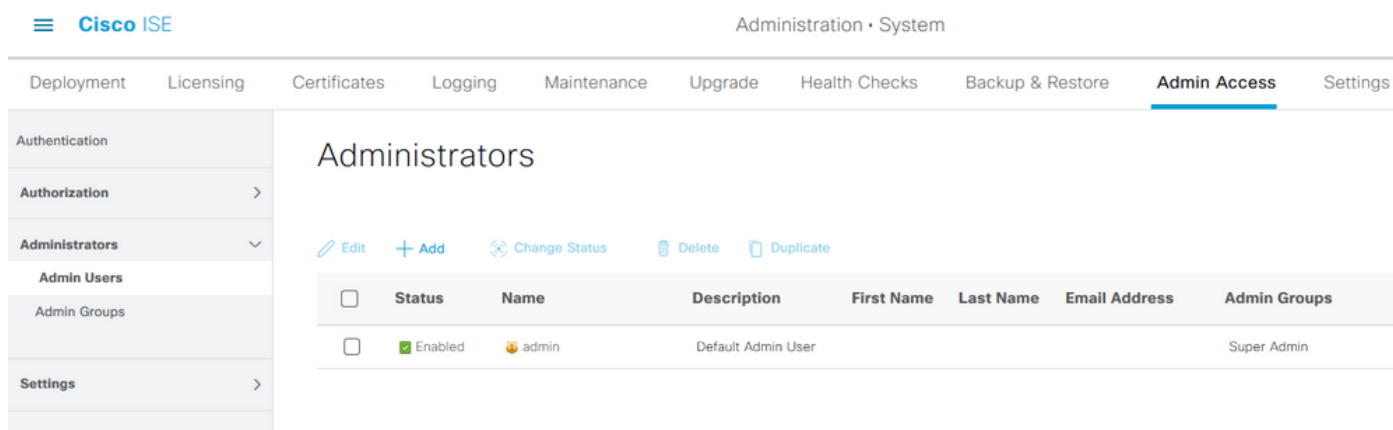 Cisco ISE
Administration · System
Deployment Licensing Certificates Logging Maintenance Upgrade Health Checks Backup & Restore Admin Access Settings
Authentication
Authorization
Administrators
Admin Users
Admin Groups
Settings
Administrators
Edit Add Change Status Delete Duplicate
Status Name Description First Name Last Name Email Address Admin Groups
Enabled admin Default Admin User Super Admin